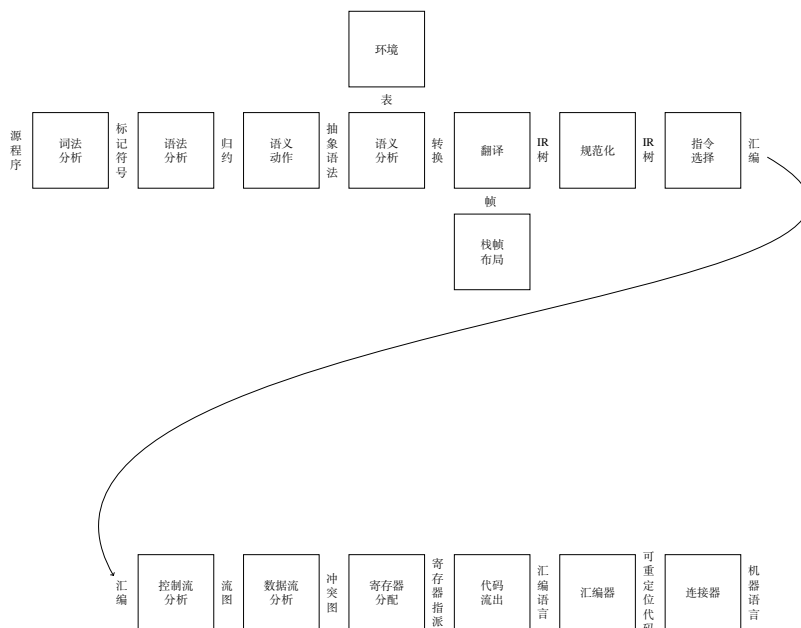 环境
表
源程序
词法
分析
标记符号
语法
分析
归约
语义
动作
抽象语法
语义
分析
转换
翻译
IR
树
规范化
IR
树
指令
选择
汇编
帧
栈帧
布局
汇编
控制流
分析
流图
数据流
分析
冲突图
寄存器
分配
寄存器指派
代码
流出
汇编语言
汇编器
可重定位代码
连接器
机器语言